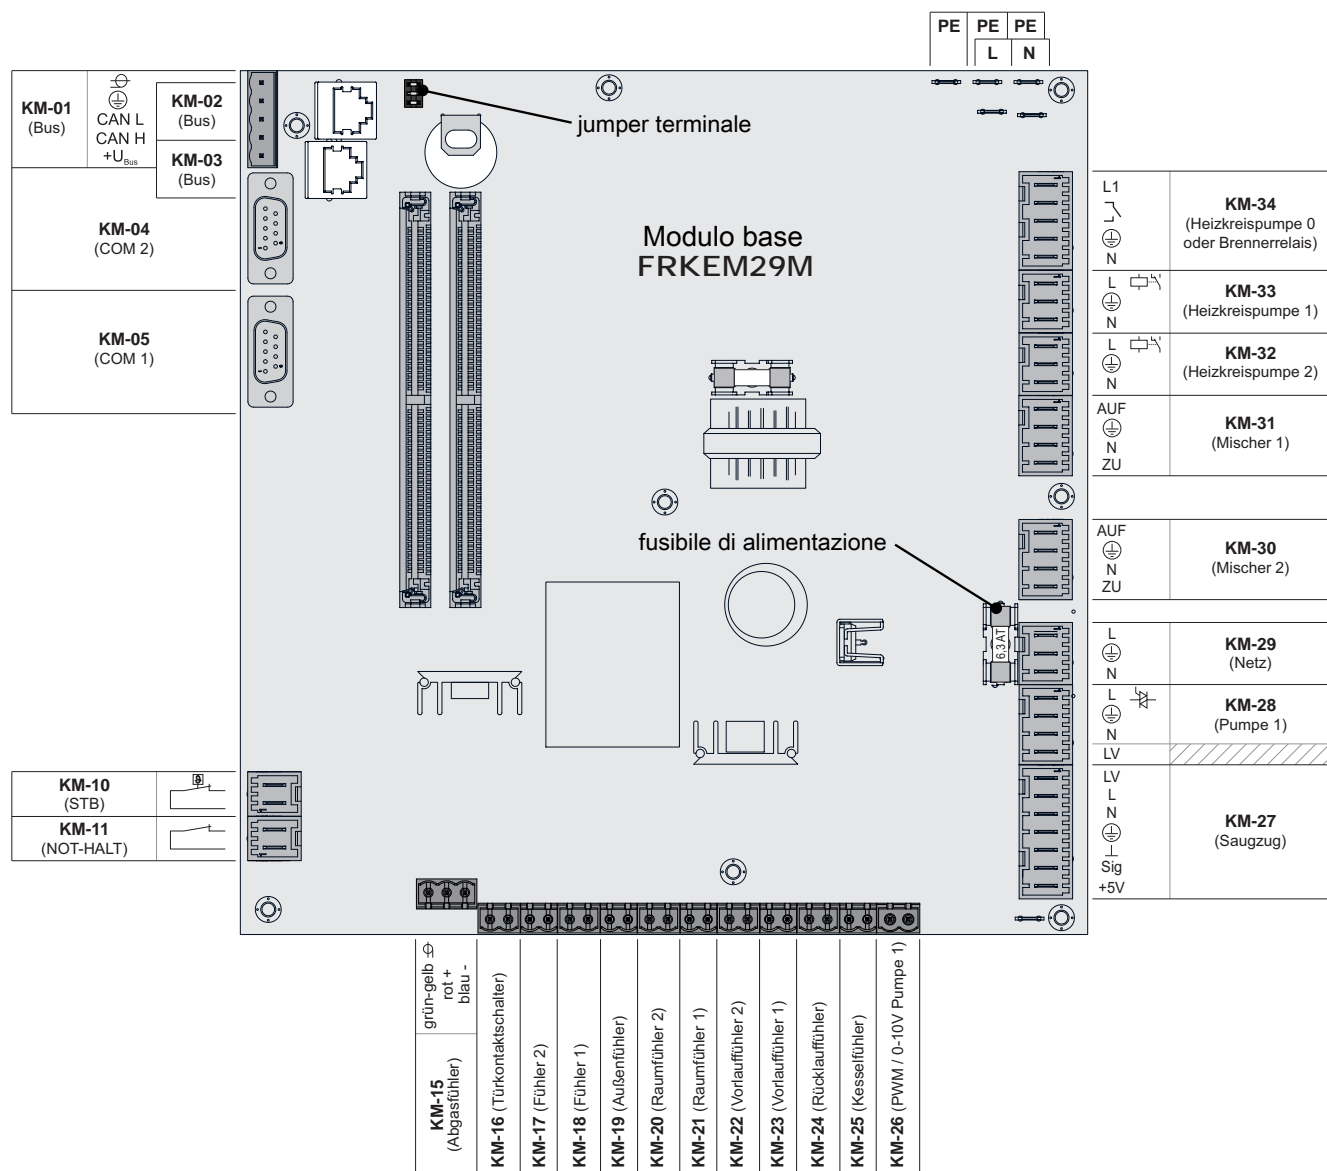 PE PE PE
L N
KM-01
(Bus)
CAN L
CAN H
+U Bus
KM-02
(Bus)
KM-03
(Bus)
KM-04
(COM 2)
KM-05
(COM 1)
jumper terminale
Modulo base
FRKEM29M
fusibile di alimentazione
6,3 AT
L1
N
KM-34
(Heizkreispumpe 0
oder Brennerrelais)
L
N
KM-33
(Heizkreispumpe 1)
L
N
KM-32
(Heizkreispumpe 2)
AUF
N
ZU
KM-31
(Mischer 1)
AUF
N
ZU
KM-30
(Mischer 2)
L
N
KM-29
(Netz)
L
N
LV
KM-28
(Pumpe 1)
LV
L
N
Sig
+5V
KM-27
(Saugzug)
KM-10
(STB)
KM-11
(NOT-HALT)
grün-gelb
rot +
blau -
KM-15
(Abgasfühler)
KM-16 (Türkontaktschalter)
KM-17 (Fühler 2)
KM-18 (Fühler 1)
KM-19 (Außenfühler)
KM-20 (Raumfühler 2)
KM-21 (Raumfühler 1)
KM-22 (Vorlauffühler 2)
KM-23 (Vorlauffühler 1)
KM-24 (Rücklauffühler)
KM-25 (Kesselfühler)
KM-26 (PWM / 0-10V Pumpe 1)